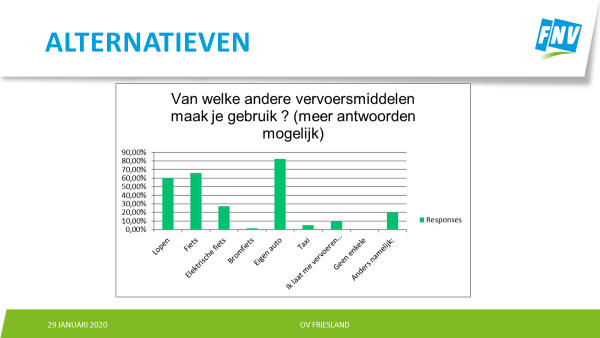 ALTERNATIEVEN
FNV
Van welke andere vervoersmiddelen
maak je gebruik ? (meer antwoorden
mogelijk)
90,00%
80,00%
70,00%
60,00%
50,00%
40,00%
30,00%
20,00%
10,00%
0,00%
Lopen
Fiets
Elektrische fiets
Bromfiets
Eigen auto
Taxi
Ik laat me vervoeren…
Geen enkele
Anders namelijk:
Responses
29 JANUARI 2020
OV FRIESLAND